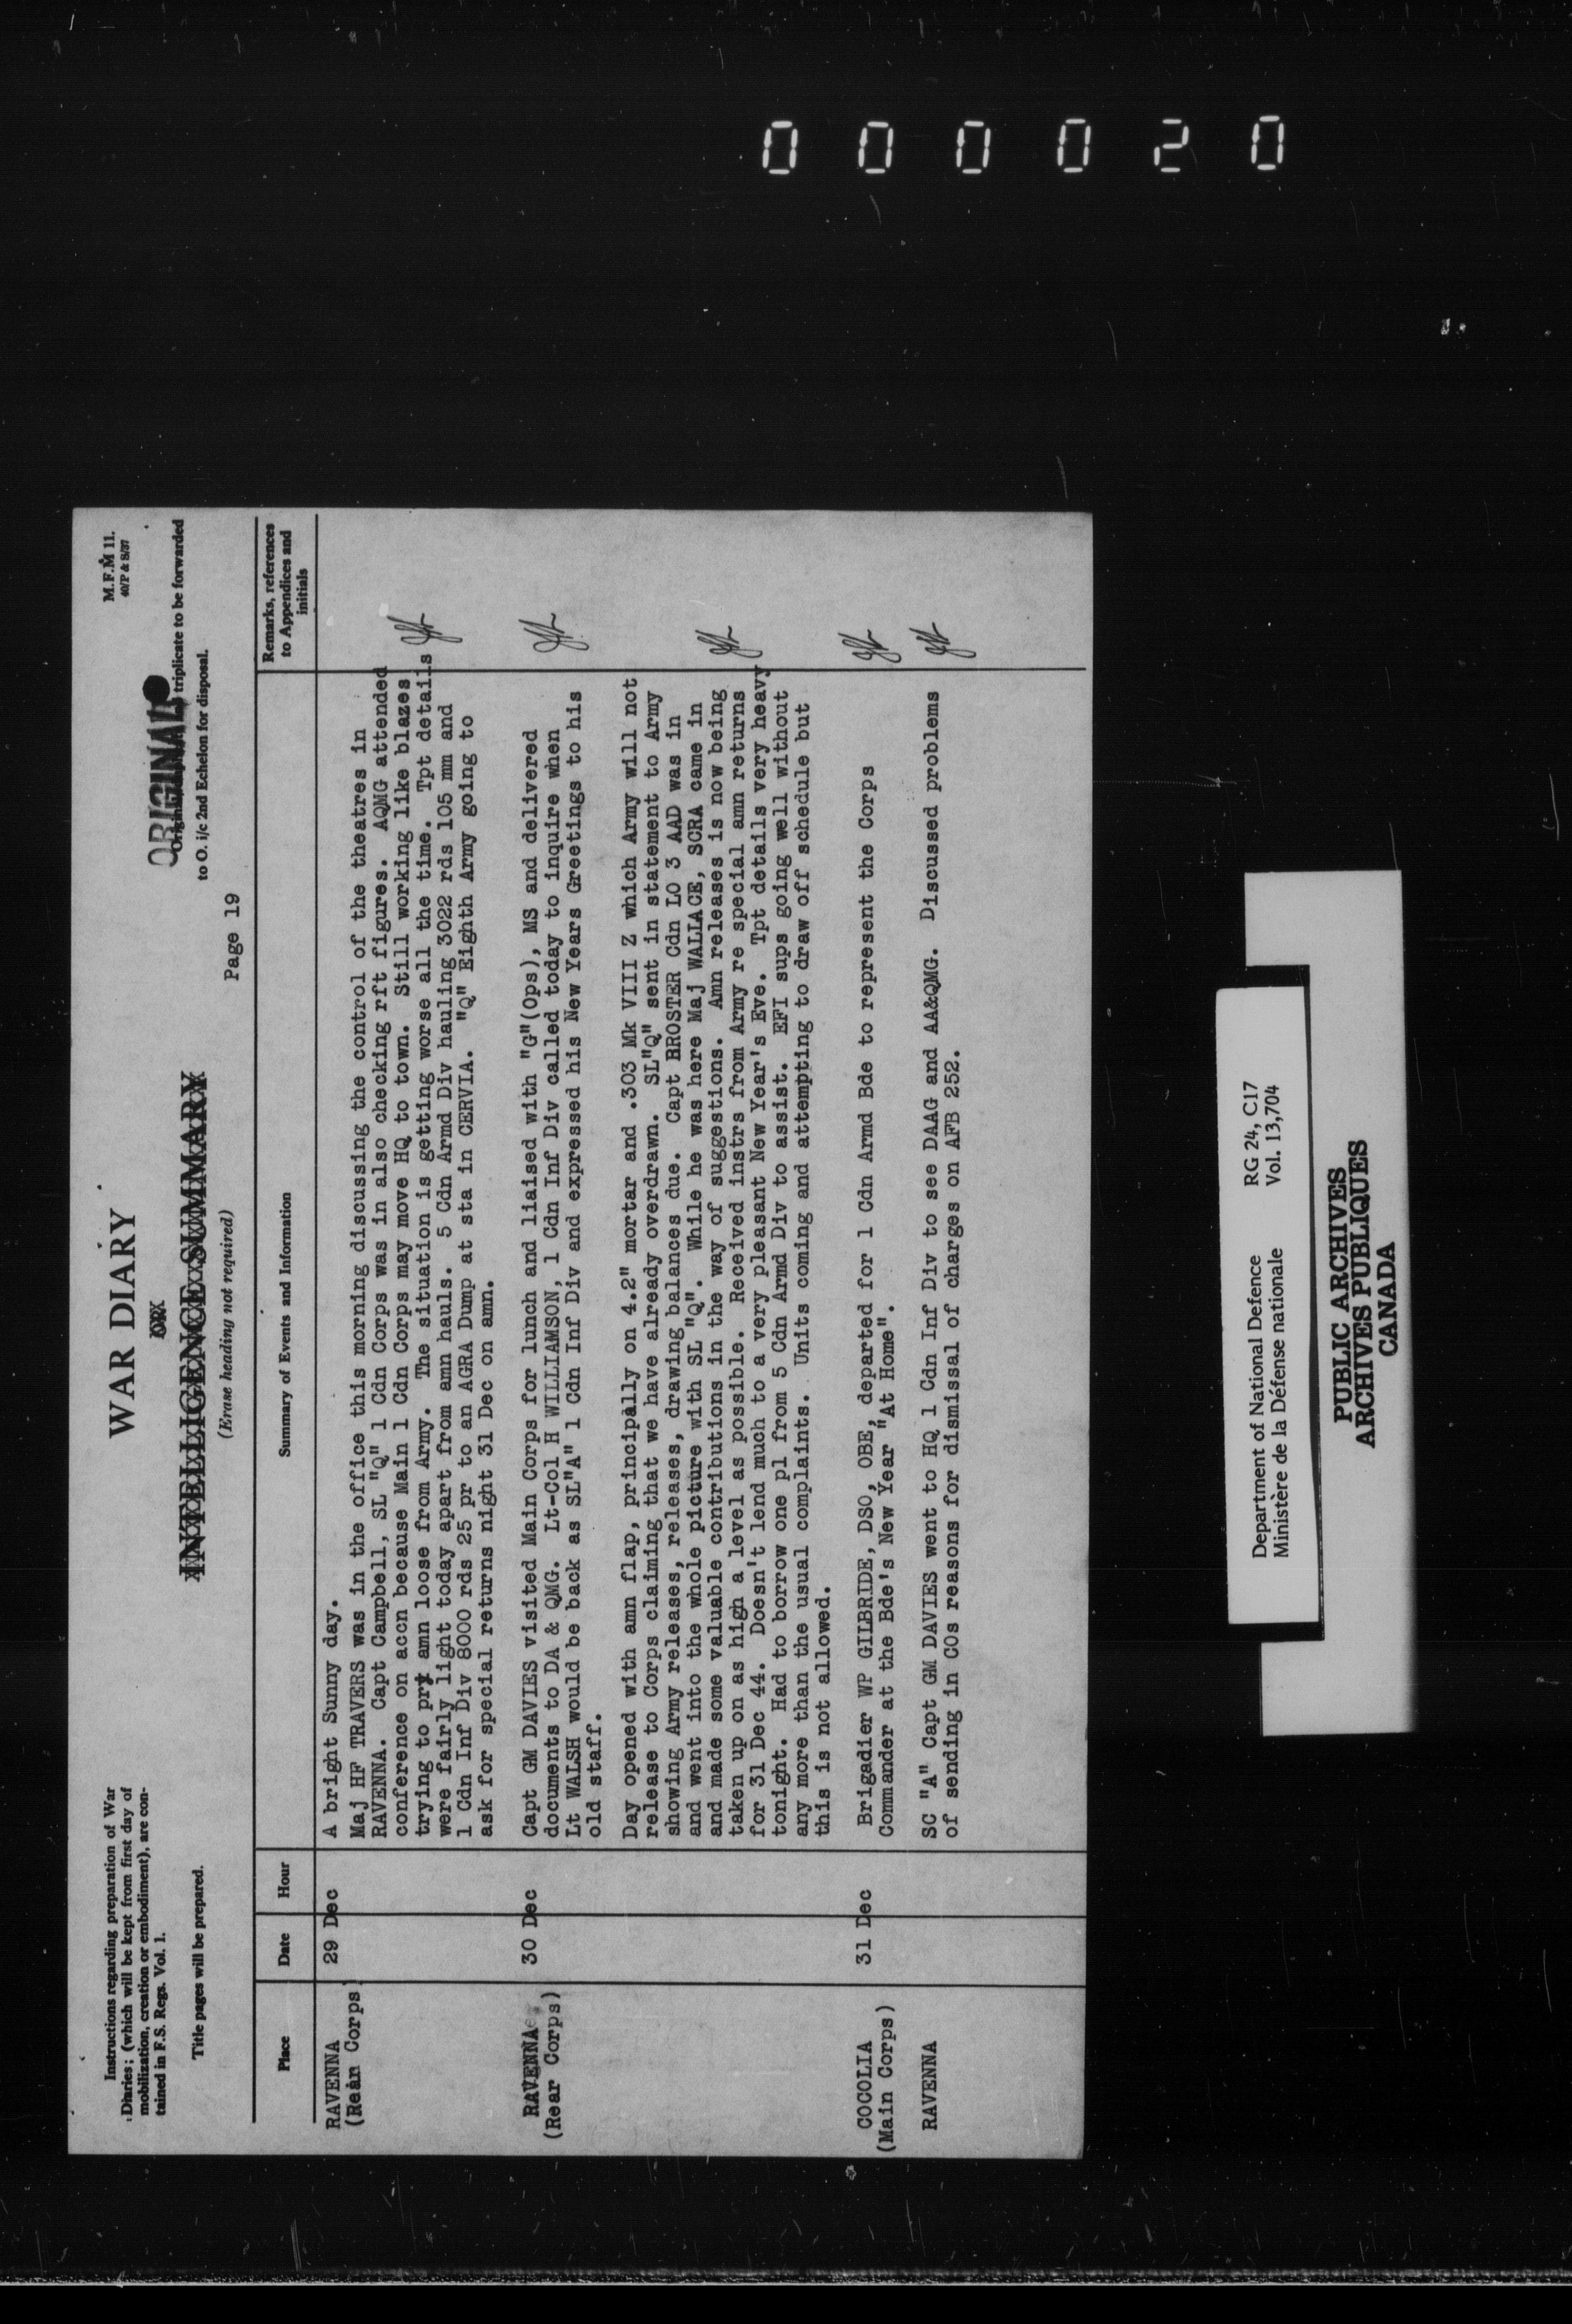 000020
Instructions regarding preparation of War
Diaries; (which will be kept from first day of
mobilization, creation or embodiment), are con-
tained in F.S. Regs. Vol. 1.
Title pages will be prepared.
WAR DIARY
OR
INTELLIGENCE SUMMARY
(Erase heading not required)
Page 19
M.F.M 11.
40/P & S/37
ORIGINAL
triplicate to be forwarded
to O. i/c 2nd Echelon for disposal.
Place Date Hour Summary of Events and Information Remarks, references to Appendices and initials
RAVENNA 29 Dec A bright Sunny day.
(Rear Corps) Maj HF TRAVERS was in the office this morning discussing the control of the theatres in
RAVENNA. Capt Campbell, SL "Q" 1 Cdn Corps was in also checking rft figures. AQMG attended
conference on accn because Main 1 Cdn Corps may move HQ to town. Still working like blazes
trying to pry amn loose from Army. The situation is getting worse all the time. Tpt details
were fairly light today apart from amn hauls. 5 Cdn Armd Div hauling 3022 rds 105 mm and
1 Cdn Inf Div 8000 rds 25 pr to an AGRA Dump at sta in CERVIA. "Q" Eighth Army going to
ask for special returns night 31 Dec on amn.
RAVENNA 30 Dec Capt GM DAVIES visited Main Corps for lunch and liaised with "G"(Ops), MS and delivered
(Rear Corps) documents to DA & QMG. Lt-Col H WILLIAMSON, 1 Cdn Inf Div called today to inquire when
Lt WALSH would be back as SL"A" 1 Cdn Inf Div and expressed his New Years Greetings to his
old staff.
Day opened with amn flap, principally on 4.2" mortar and .303 Mk VIII Z which Army will not
release to Corps claiming that we have already overdrawn. SL"Q" sent in statement to Army
showing Army releases, releases, drawing balances due. Capt BROSTER Cdn LO 3 AAD was in
and went into the whole picture with SL "Q". While he was here Maj WALLACE, SCRA came in
and made some valuable contributions in the way of suggestions. Amn releases is now being
taken up on as high a level as possible. Received instrs from Army re special amn returns
for 31 Dec 44. Doesn't lend much to a very pleasant New Year's Eve. Tpt details very heavy
tonight. Had to borrow one pl from 5 Cdn Armd Div to assist. EFI sups going well without
any more than the usual complaints. Units coming and attempting to draw off schedule but
this is not allowed.
COCOLIA 31 Dec Brigadier WP GILBRIDE, DSO, OBE, departed for 1 Cdn Armd Bde to represent the Corps
(Main Corps) Commander at the Bde's New Year "At Home".
RAVENNA SC "A" Capt GM DAVIES went to HQ 1 Cdn Inf Div to see DAAG and AA&QMG. Discussed problems
of sending in COs reasons for dismissal of charges on AFB 252.
Department of National Defence RG 24, C17
Ministère de la Défense nationale Vol. 13,704
PUBLIC ARCHIVES
ARCHIVES PUBLIQUES
CANADA